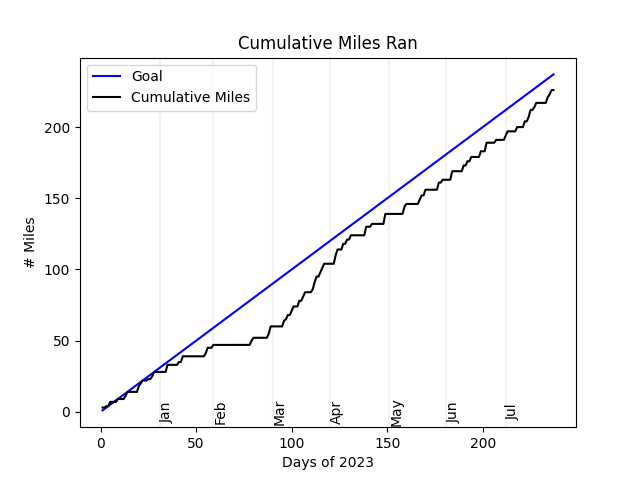 Cumulative Miles Ran
Goal
Cumulative Miles
# Miles
200
150
100
50
0
Jan
Feb
Mar
Apr
May
Jun
Jul
0
50
100
150
200
Days of 2023